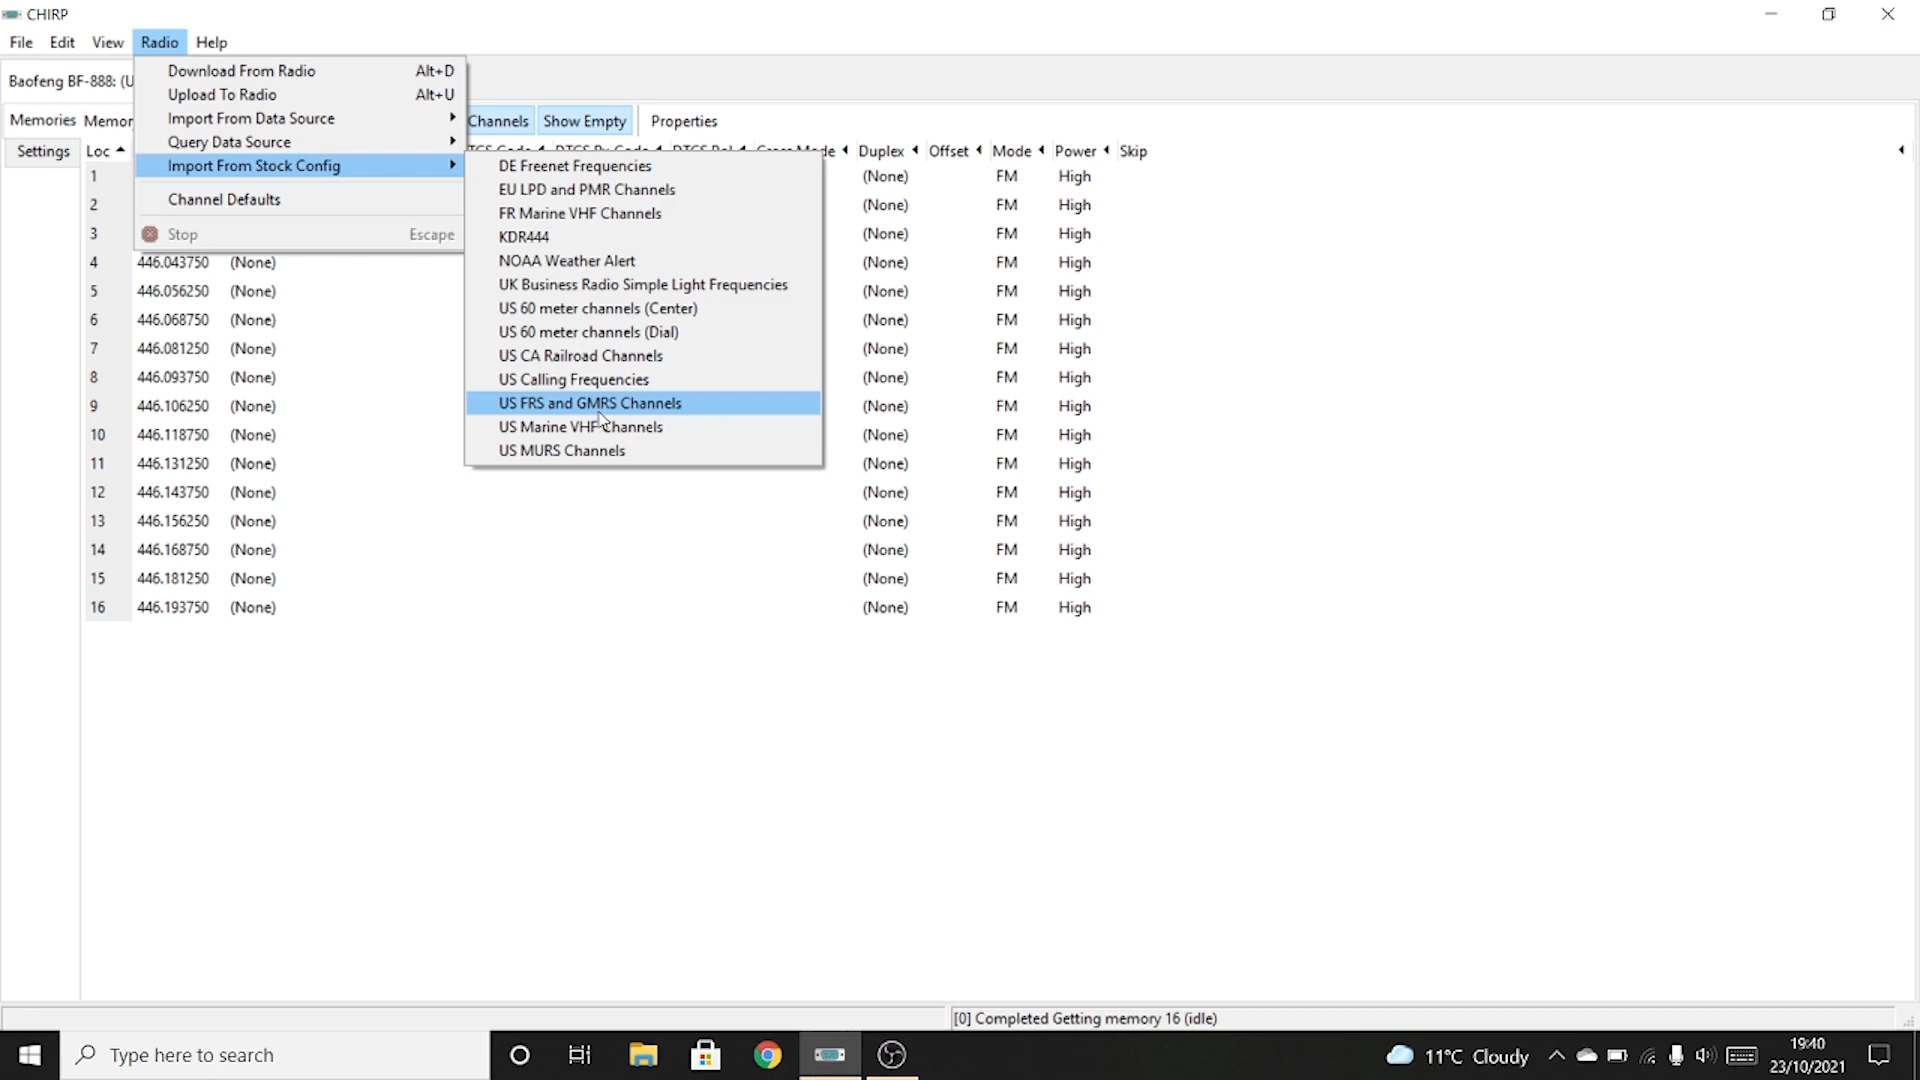 CHIRP
File Edit View Radio Help
Baofeng BF-888: (U
Download From Radio Alt+D
Upload To Radio Alt+U
Import From Data Source
Query Data Source
Import From Stock Config
Channel Defaults
Stop Escape
Memories Memor Channels Show Empty Properties
Settings Loc Duplex Offset Mode Power Skip
DE Freenet Frequencies
EU LPD and PMR Channels
FR Marine VHF Channels
KDR444
NOAA Weather Alert
UK Business Radio Simple Light Frequencies
US 60 meter channels (Center)
US 60 meter channels (Dial)
US CA Railroad Channels
US Calling Frequencies
US FRS and GMRS Channels
US Marine VHF Channels
US MURS Channels
1 (None) FM High
2 (None) FM High
3 (None) FM High
4 446.043750 (None) (None) FM High
5 446.056250 (None) (None) FM High
6 446.068750 (None) (None) FM High
7 446.081250 (None) (None) FM High
8 446.093750 (None) (None) FM High
9 446.106250 (None) (None) FM High
10 446.118750 (None) (None) FM High
11 446.131250 (None) (None) FM High
12 446.143750 (None) (None) FM High
13 446.156250 (None) (None) FM High
14 446.168750 (None) (None) FM High
15 446.181250 (None) (None) FM High
16 446.193750 (None) (None) FM High
[0] Completed Getting memory 16 (idle)
Type here to search
11°C Cloudy
19:40
23/10/2021